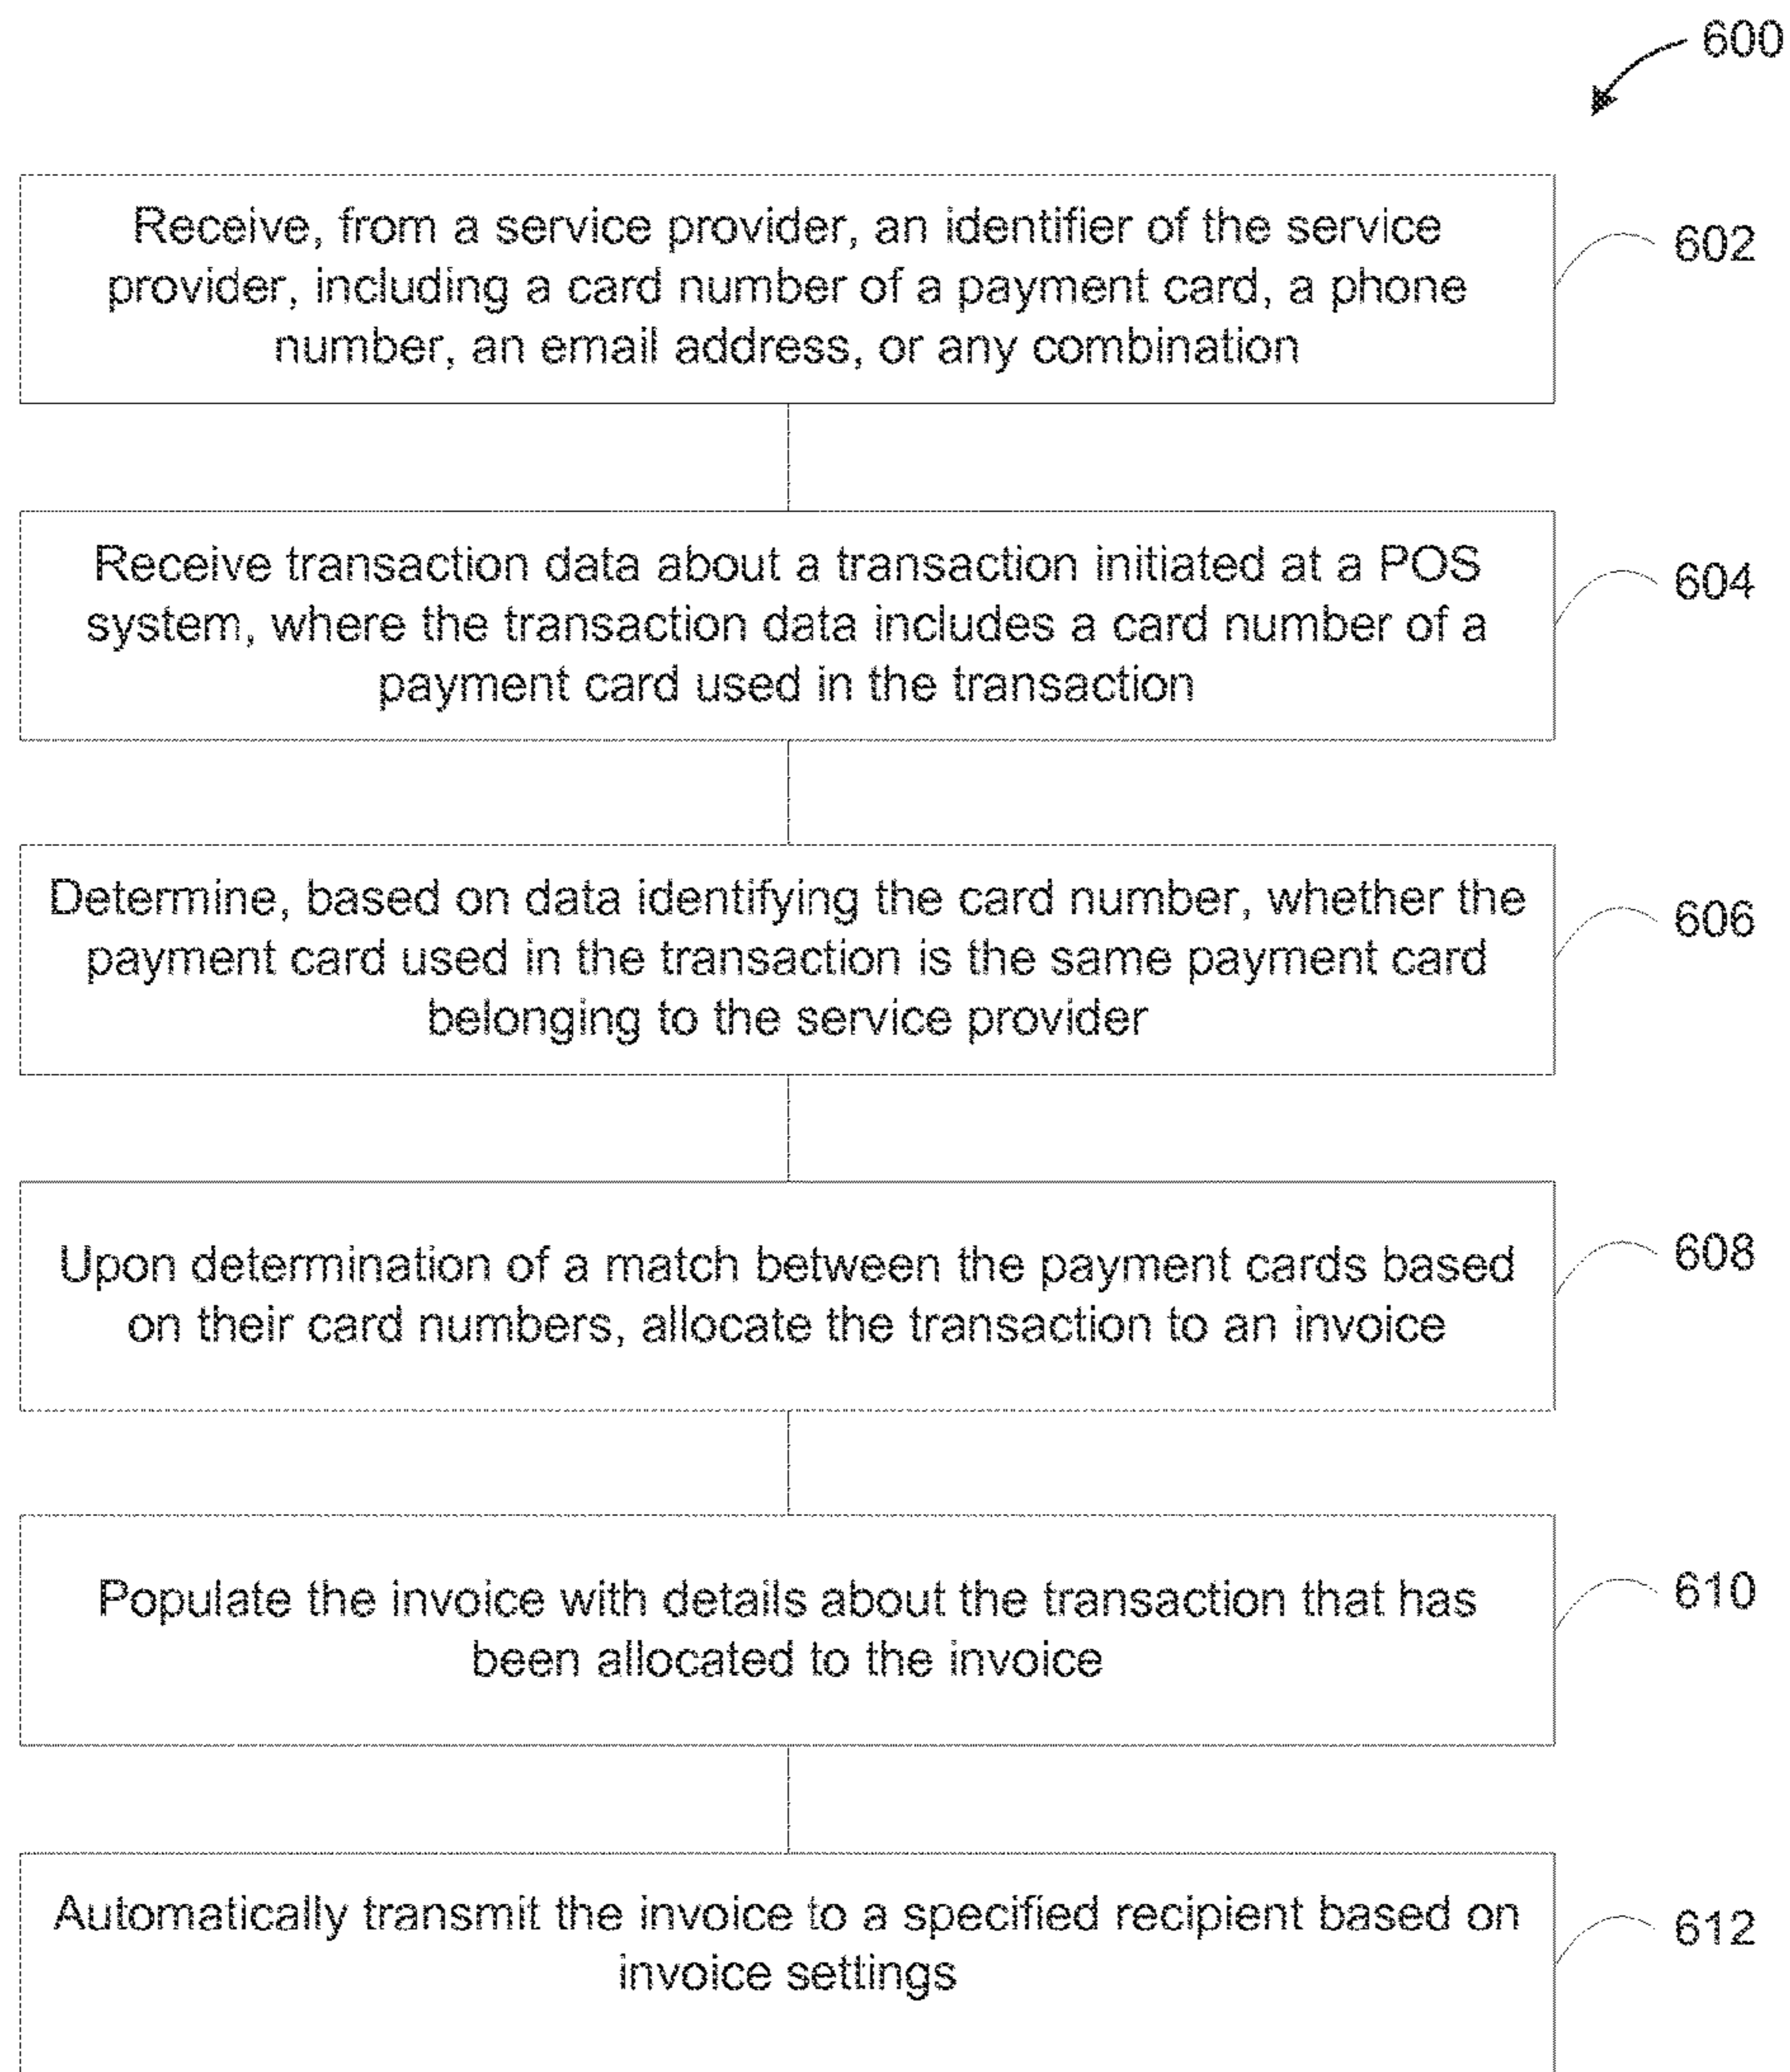 600
Receive, from a service provider, an identifier of the service
provider, including a card number of a payment card, a phone
number, an email address, or any combination
602
Receive transaction data about a transaction initiated at a POS
system, where the transaction data includes a card number of a
payment card used in the transaction
604
Determine, based on data identifying the card number, whether the
payment card used in the transaction is the same payment card
belonging to the service provider
606
Upon determination of a match between the payment cards based
on their card numbers, allocate the transaction to an invoice
608
Populate the invoice with details about the transaction that has
been allocated to the invoice
610
Automatically transmit the invoice to a specified recipient based on
invoice settings
612